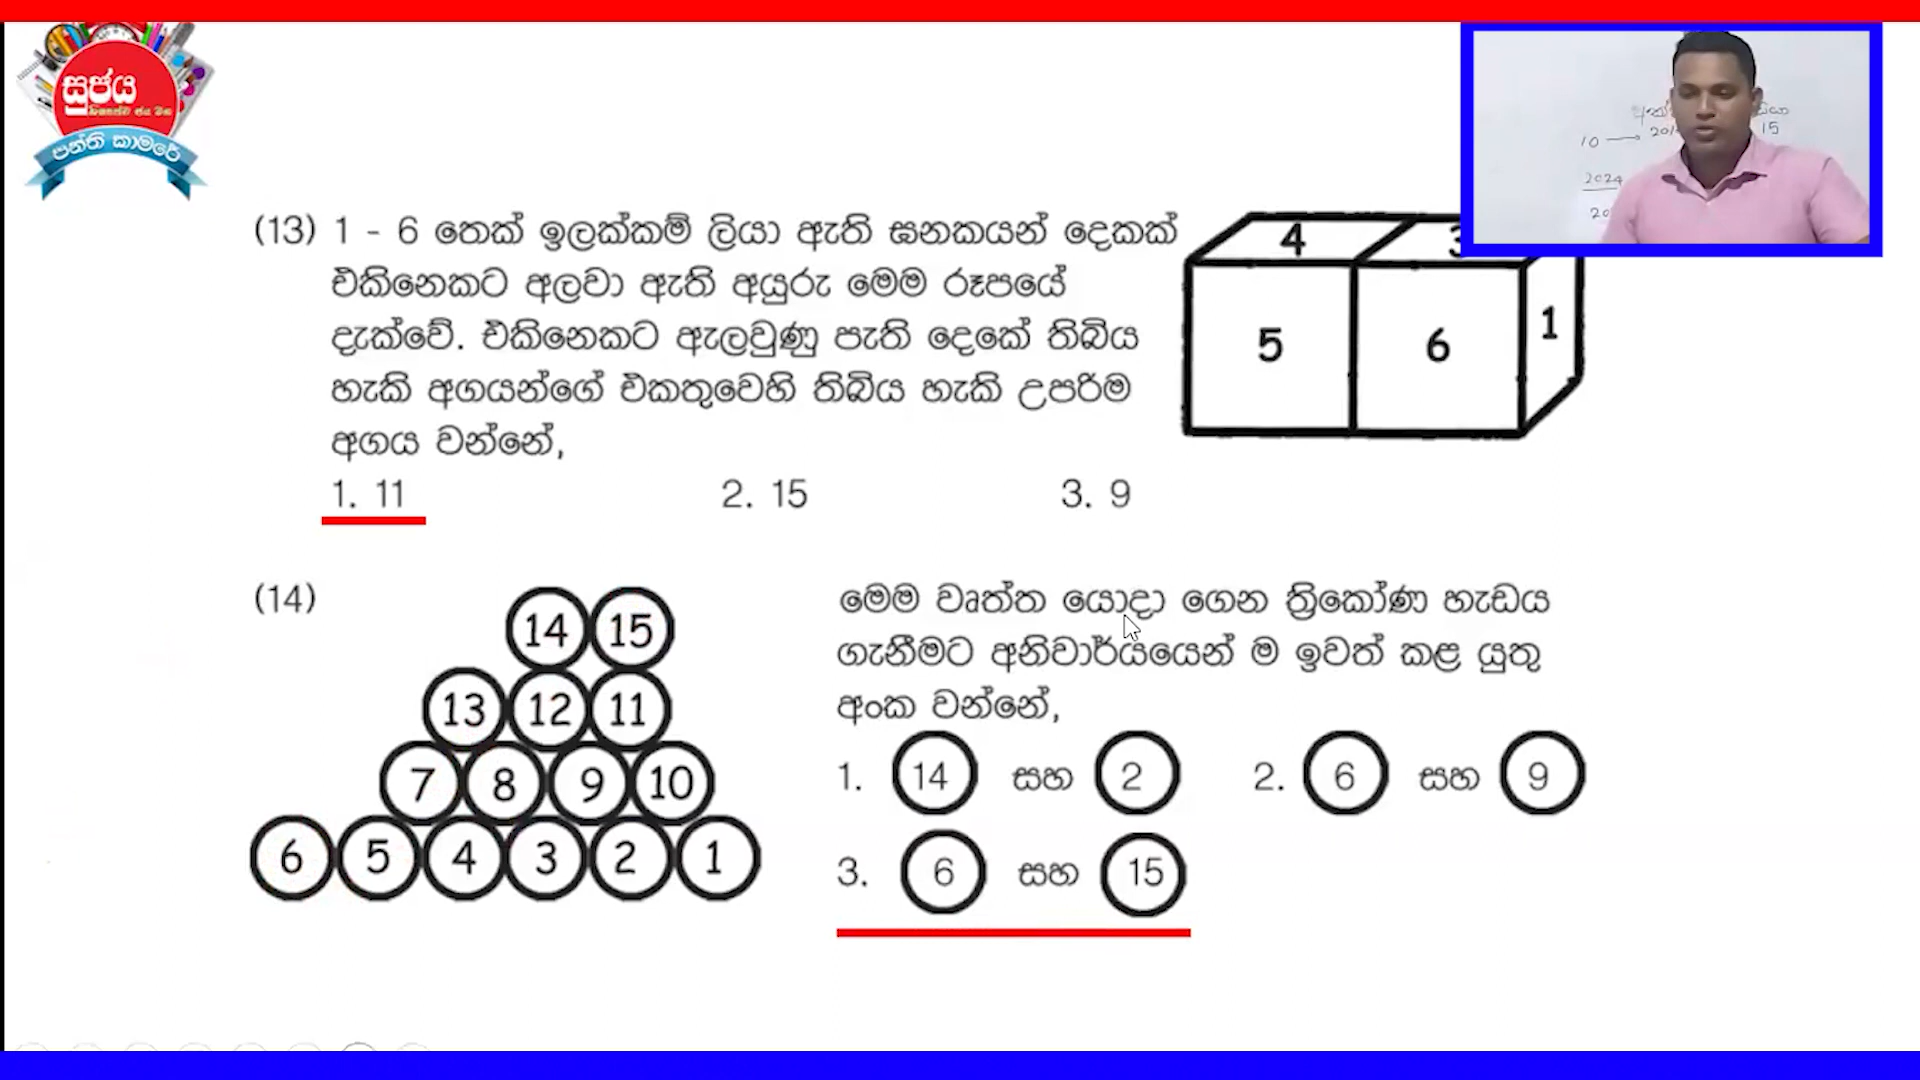 සුජය
පන්ති කාමරේ
10 → 201
15
2024
20
(13) 1 - 6 තෙක් ඉලක්කම් ලියා ඇති ඝනකයන් දෙකක්
එකිනෙකට අලවා ඇති අයුරු මෙම රූපයේ
දැක්වේ. එකිනෙකට ඇලවුණු පැති දෙකේ තිබිය
හැකි අගයන්ගේ එකතුවෙහි තිබිය හැකි උපරිම
අගය වන්නේ,
1. 11 2. 15 3. 9
4 3
5 6 1
(14)
14 15
13 12 11
7 8 9 10
6 5 4 3 2 1
මෙම වෘත්ත යොදා ගෙන ත්‍රිකෝණ හැඩය
ගැනීමට අනිවාර්යයෙන් ම ඉවත් කළ යුතු
අංක වන්නේ,
1. 14 සහ 2 2. 6 සහ 9
3. 6 සහ 15